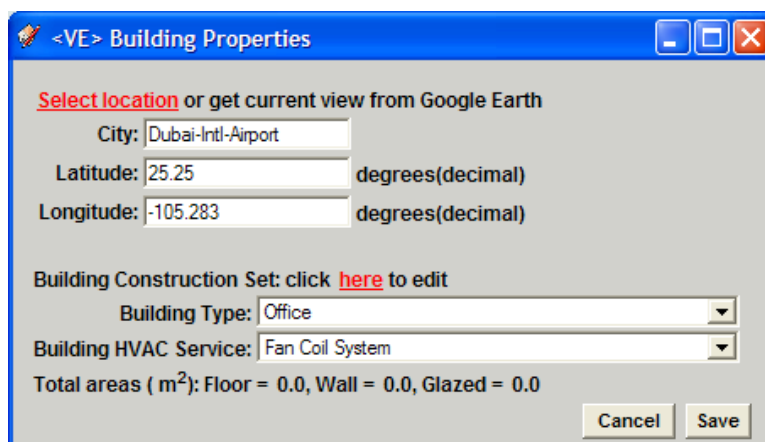 <VE> Building Properties
Select location or get current view from Google Earth
City: Dubai-Intl-Airport
Latitude: 25.25 degrees(decimal)
Longitude: -105.283 degrees(decimal)
Building Construction Set: click here to edit
Building Type: Office
Building HVAC Service: Fan Coil System
Total areas ( m²): Floor = 0.0, Wall = 0.0, Glazed = 0.0
Cancel Save